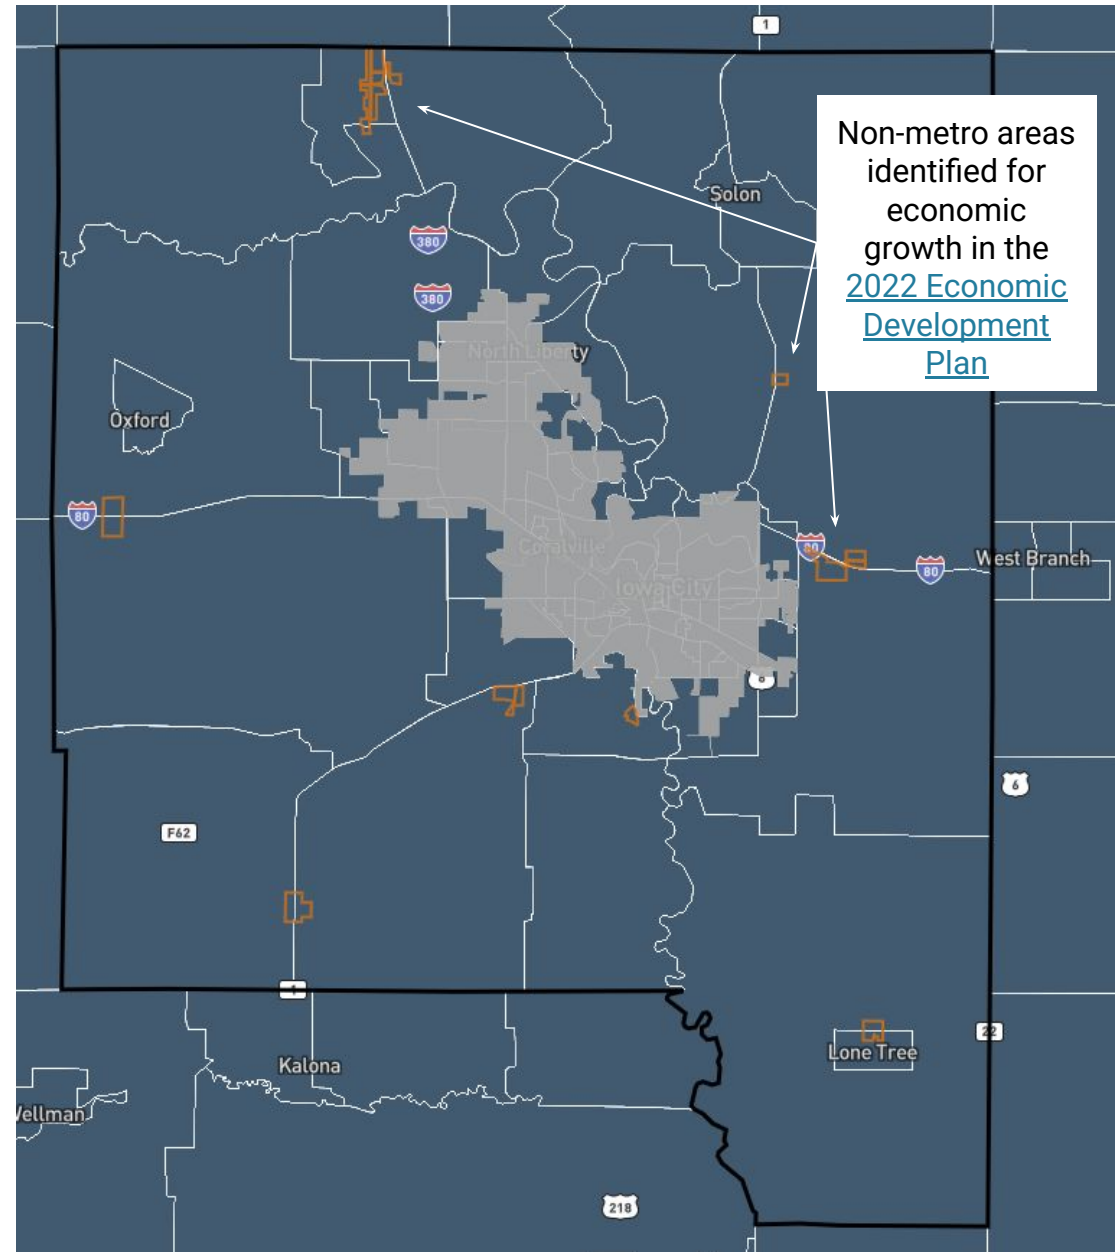 1
Non-metro areas
identified for
economic
growth in the
2022 Economic
Development
Plan
Solon
380
380
North Liberty
Oxford
80
Coralville
80
West Branch
80
Iowa City
6
6
F62
1
22
Lone Tree
Kalona
Wellman
218